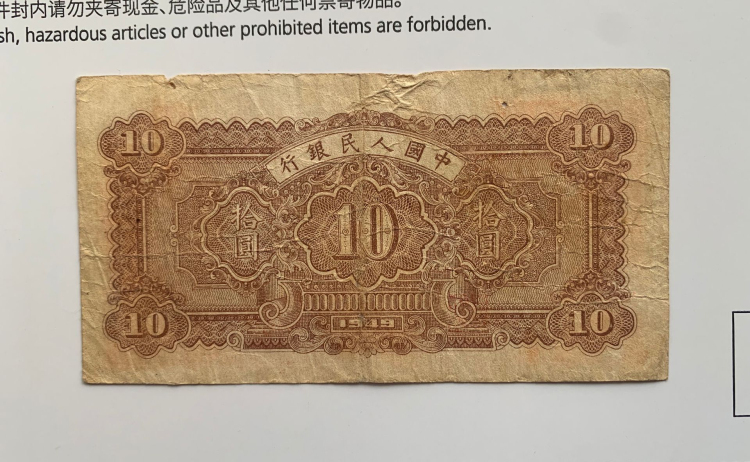 件封内请勿夹寄现金、危险品及其他任何禁寄物品。
sh, hazardous articles or other prohibited items are forbidden.
10
10
中國人民銀行
拾圓
10
拾圓
10
1949
10